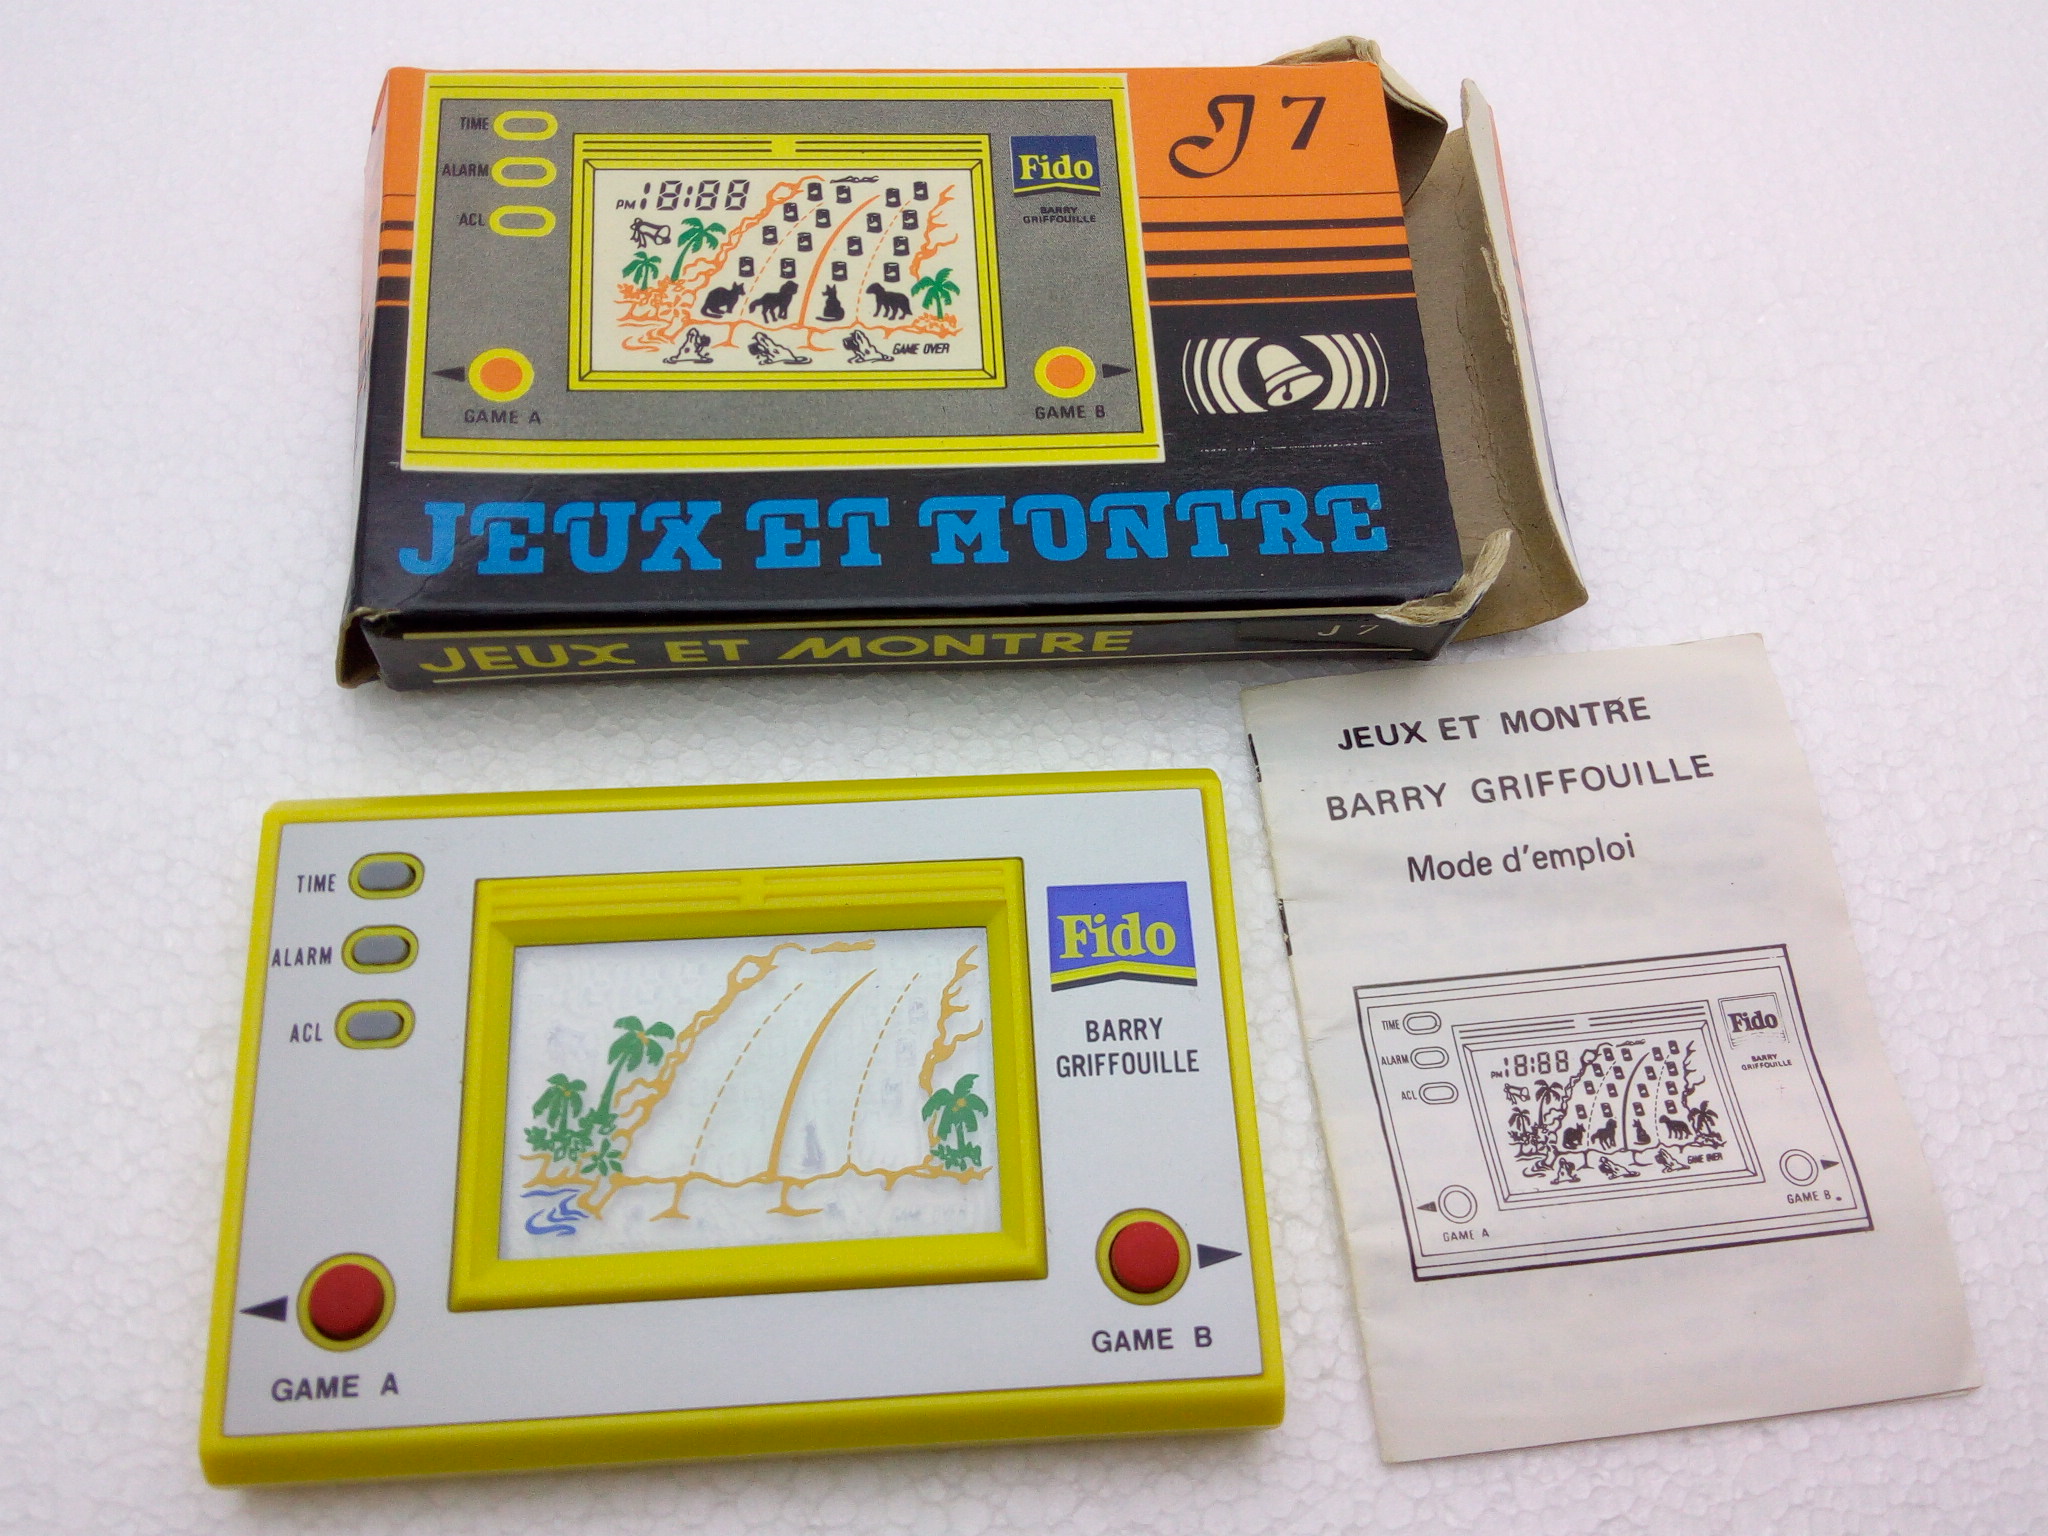 J 7
TIME
ALARM
ACL
PM 18:88
Fido
BARRY
GRIFFOUILLE
GAME OVER
GAME A
GAME B
JEUX ET MONTRE
JEUX ET MONTRE
J 7
TIME
ALARM
ACL
Fido
BARRY
GRIFFOUILLE
GAME A
GAME B
JEUX ET MONTRE
BARRY GRIFFOUILLE
Mode d'emploi
TIME
ALARM
ACL
PM 18:88
Fido
BARRY
GRIFFOUILLE
GAME OVER
GAME A
GAME B